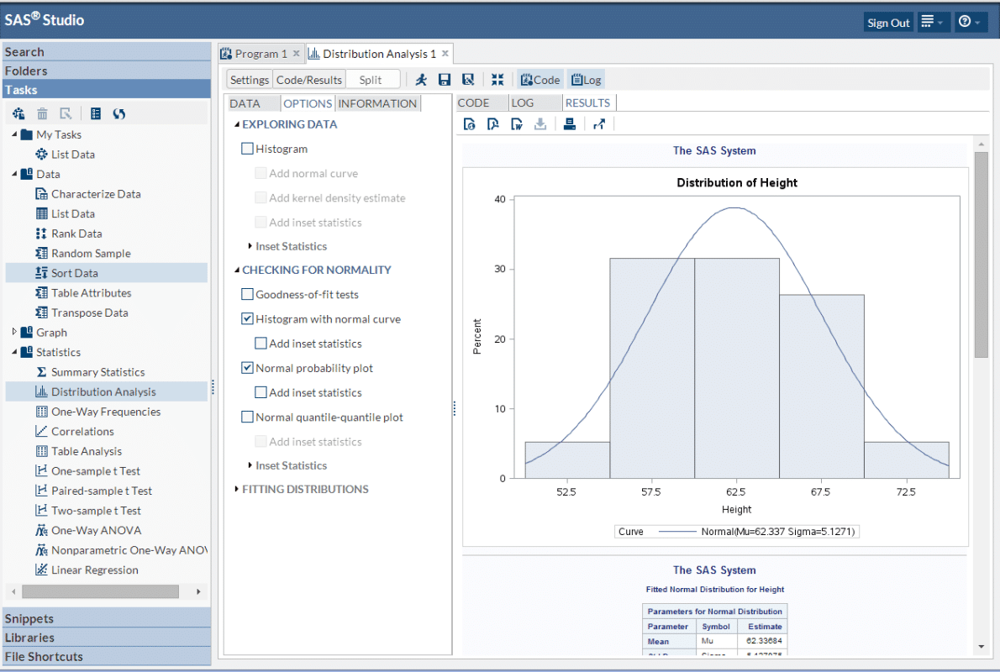 SAS® Studio
Sign Out
Search
Folders
Tasks
My Tasks
List Data
Data
Characterize Data
List Data
Rank Data
Random Sample
Sort Data
Table Attributes
Transpose Data
Graph
Statistics
Summary Statistics
Distribution Analysis
One-Way Frequencies
Correlations
Table Analysis
One-sample t Test
Paired-sample t Test
Two-sample t Test
One-Way ANOVA
Nonparametric One-Way ANOV
Linear Regression
Snippets
Libraries
File Shortcuts
Program 1 Distribution Analysis 1
Settings Code/Results Split Code Log
DATA OPTIONS INFORMATION
EXPLORING DATA
Histogram
Add normal curve
Add kernel density estimate
Add inset statistics
Inset Statistics
CHECKING FOR NORMALITY
Goodness-of-fit tests
Histogram with normal curve
Add inset statistics
Normal probability plot
Add inset statistics
Normal quantile-quantile plot
Add inset statistics
Inset Statistics
FITTING DISTRIBUTIONS
CODE LOG RESULTS
The SAS System
Distribution of Height
40
30
20
10
0
Percent
52.5 57.5 62.5 67.5 72.5
Height
Curve Normal(Mu=62.337 Sigma=5.1271)
The SAS System
Fitted Normal Distribution for Height
Parameters for Normal Distribution
Parameter Symbol Estimate
Mean Mu 62.33684